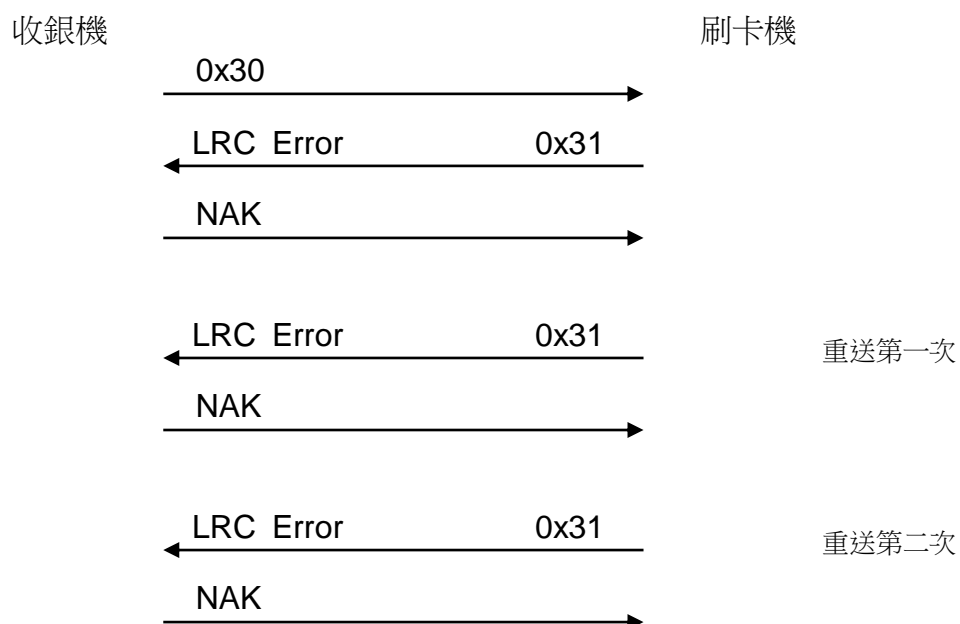 收銀機 刷卡機
0x30
LRC Error 0x31
NAK
LRC Error 0x31 重送第一次
NAK
LRC Error 0x31 重送第二次
NAK